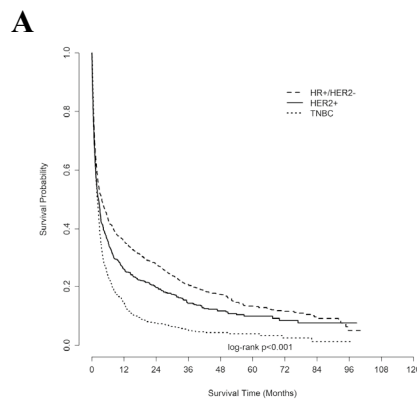 A
1.0
0.8
0.6
0.4
0.2
0.0
Survival Probability
HR+/HER2-
HER2+
TNBC
log-rank p<0.001
0 12 24 36 48 60 72 84 96 108 120
Survival Time (Months)